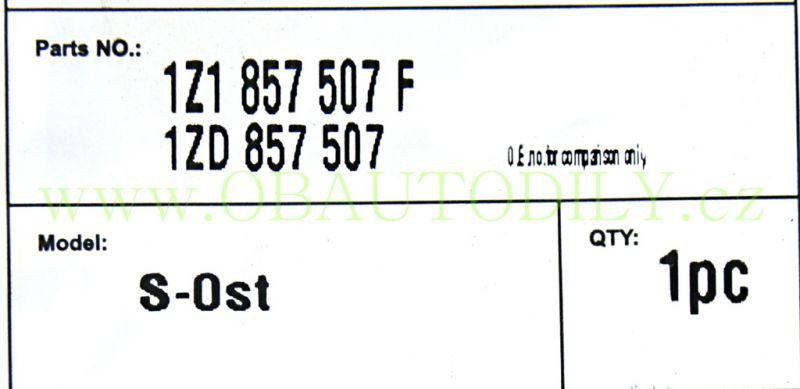 Parts NO.:
1Z1 857 507 F
1ZD 857 507
O.E.no.for comparison only
www.OBAUTODILY.cz
Model:
QTY:
S-Ost
1pc